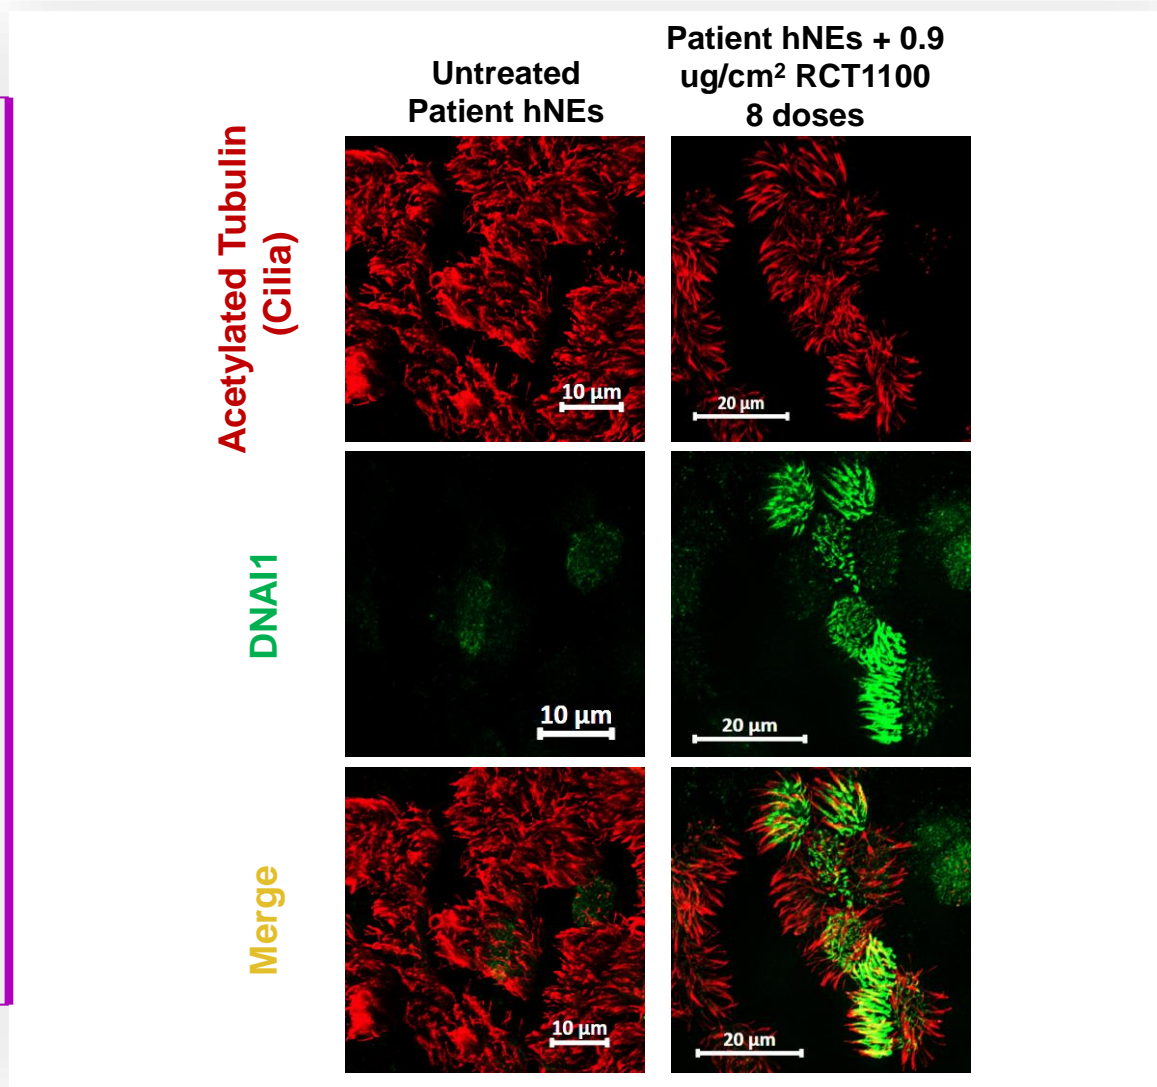 Untreated
Patient hNEs
Patient hNEs + 0.9
ug/cm² RCT1100
8 doses
Acetylated Tubulin
(Cilia)
10 µm
20 µm
DNAI1
10 µm
20 µm
Merge
10 µm
20 µm